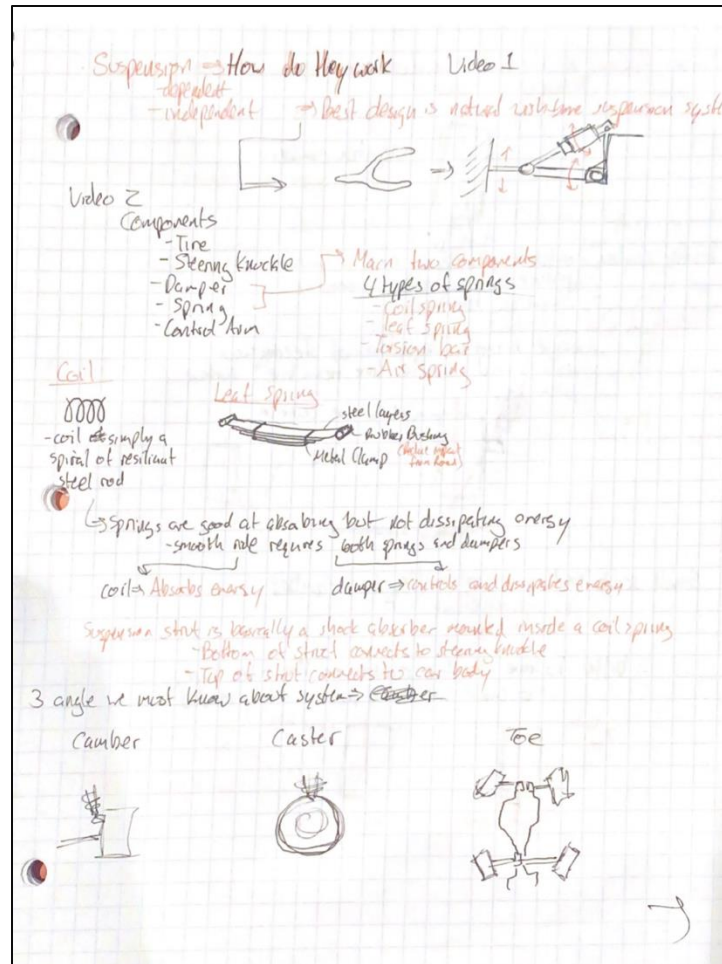 Suspension ⇒ How do they work Video 1
- dependent
- independent → Best design is natural wishbone suspension syste
Video 2
Components
- Tire
- Steering Knuckle
- Damper
- Spring
- Control Arm
Main two components
4 types of springs
- Coil spring
- Leaf spring
- Torsion bar
- Air spring
Coil
- coil simply a
spiral of resilient
steel rod
Leaf Spring
steel layers
Rubber Bushing
Metal Clamp
from Road)
↳ Springs are good at absorbing but not dissipating energy
- smooth ride requires both springs and dampers
coil ⇒ Absorbs energy
damper ⇒ controls and dissipates energy
Suspension strut is basically a shock absorber mounted inside a coil spring
- Bottom of strut connects to steering knuckle
- Top of strut connects to car body
3 angle we must know about system ⇒
Camber Caster Toe